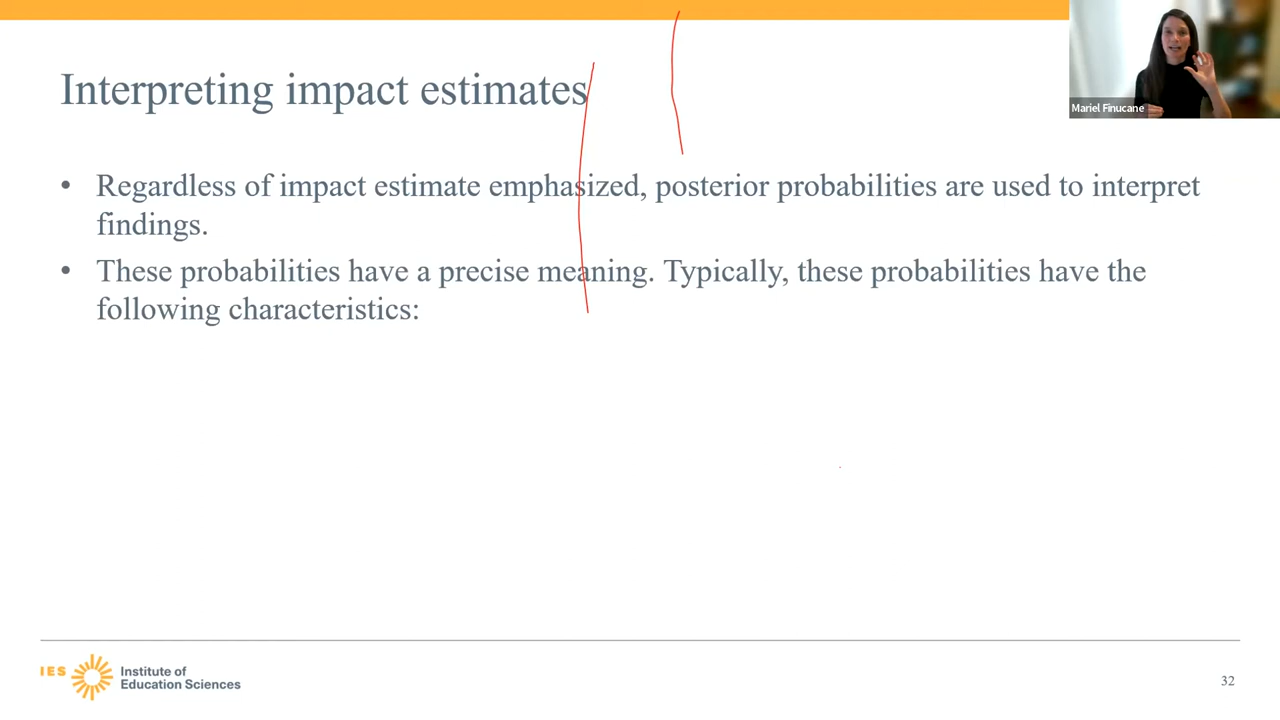 Mariel Finucane
Interpreting impact estimates
• Regardless of impact estimate emphasized, posterior probabilities are used to interpret
findings.
• These probabilities have a precise meaning. Typically, these probabilities have the
following characteristics:
IES
Institute of
Education Sciences
32